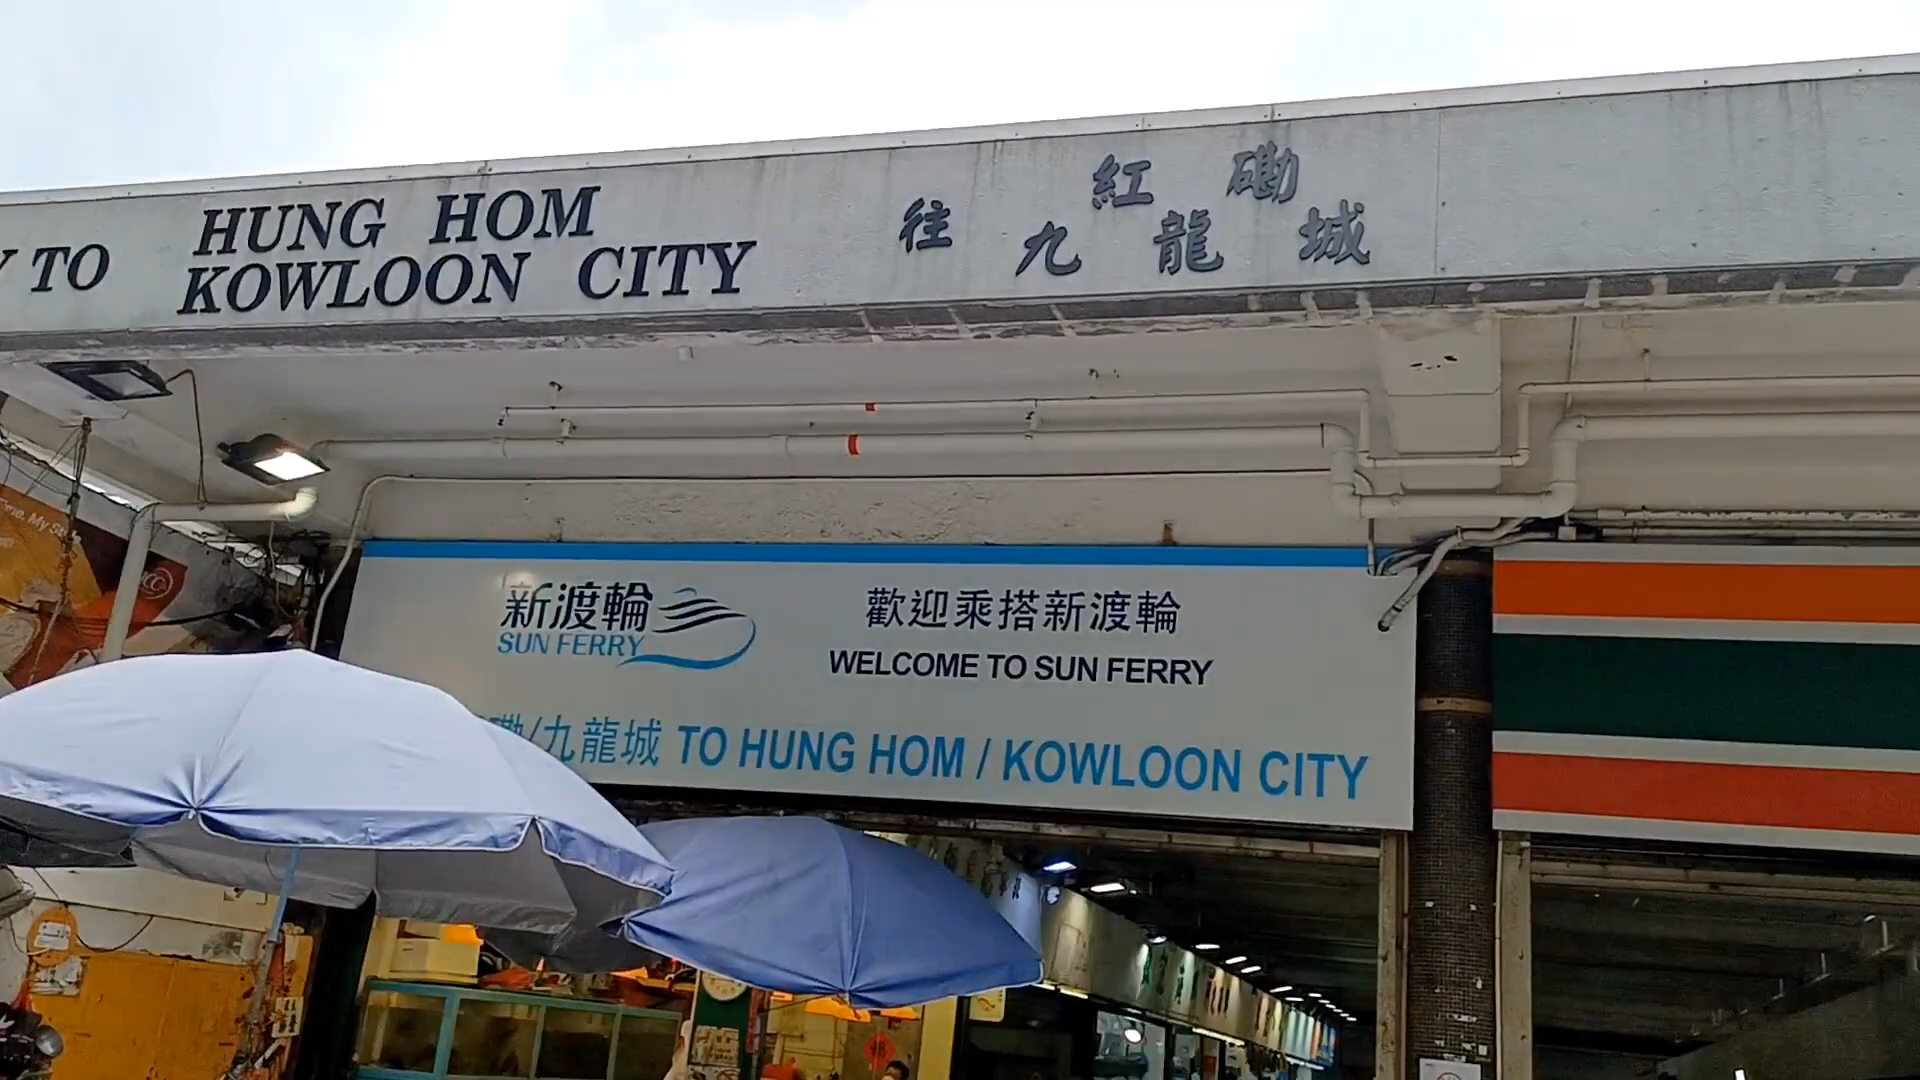 TO
HUNG HOM
KOWLOON CITY
往
紅磡
九龍城
新渡輪
SUN FERRY
歡迎乘搭新渡輪
WELCOME TO SUN FERRY
磡/九龍城 TO HUNG HOM / KOWLOON CITY